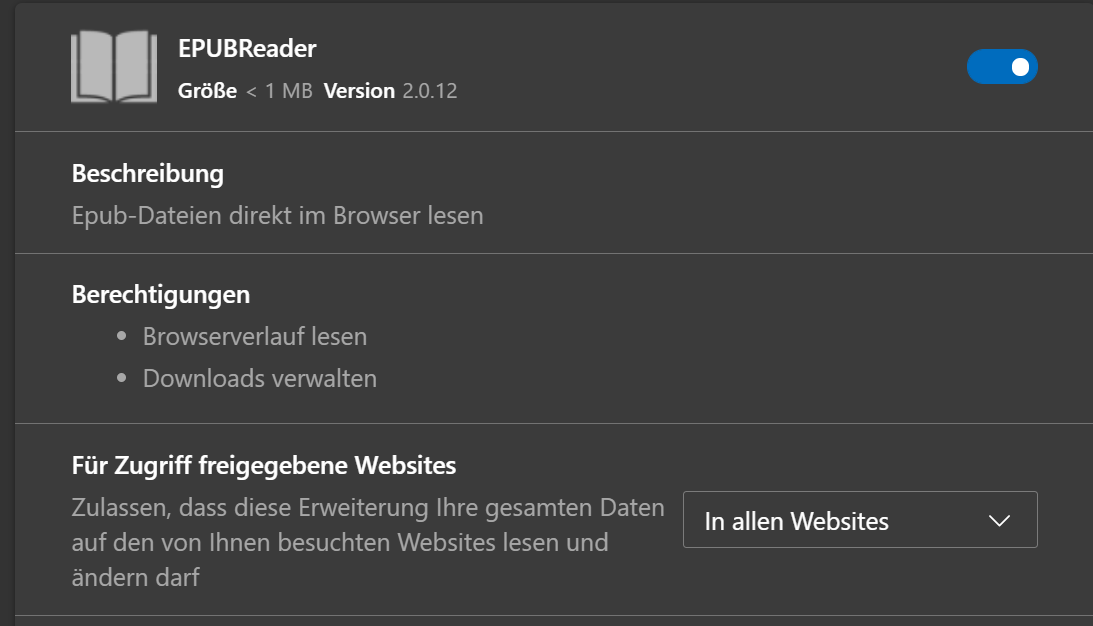 EPUBReader
Größe < 1 MB Version 2.0.12
Beschreibung
Epub-Dateien direkt im Browser lesen
Berechtigungen
Browserverlauf lesen
Downloads verwalten
Für Zugriff freigegebene Websites
Zulassen, dass diese Erweiterung Ihre gesamten Daten
auf den von Ihnen besuchten Websites lesen und
ändern darf
In allen Websites